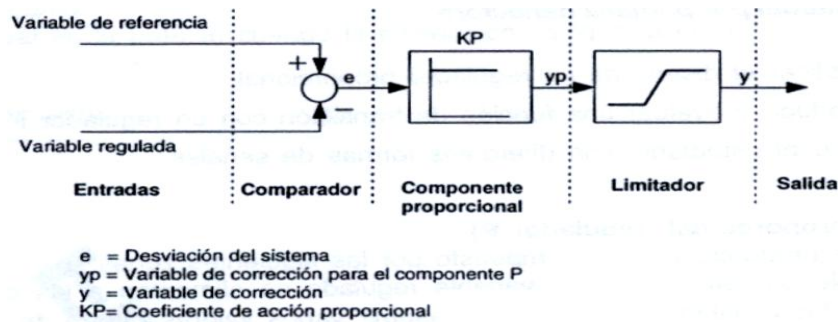 Variable de referencia
KP
+
e
yp
y
−
Variable regulada
Entradas
Comparador
Componente proporcional
Limitador
Salida
e = Desviación del sistema
yp = Variable de corrección para el componente P
y = Variable de corrección
KP= Coeficiente de acción proporcional